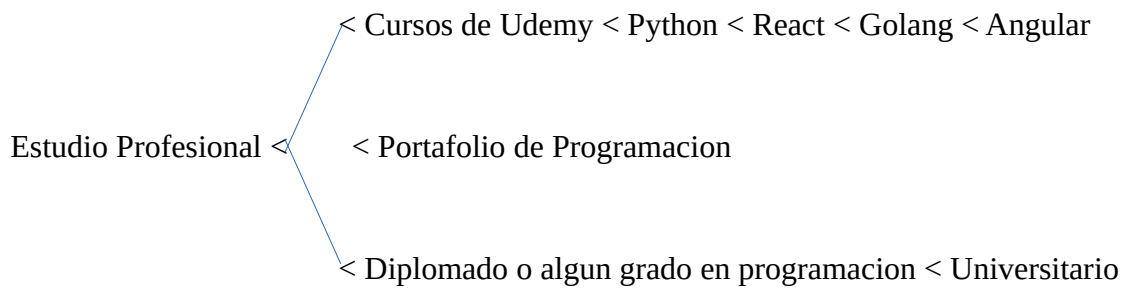 < Cursos de Udemy < Python < React < Golang < Angular
Estudio Profesional < < Portafolio de Programacion
< Diplomado o algun grado en programacion < Universitario